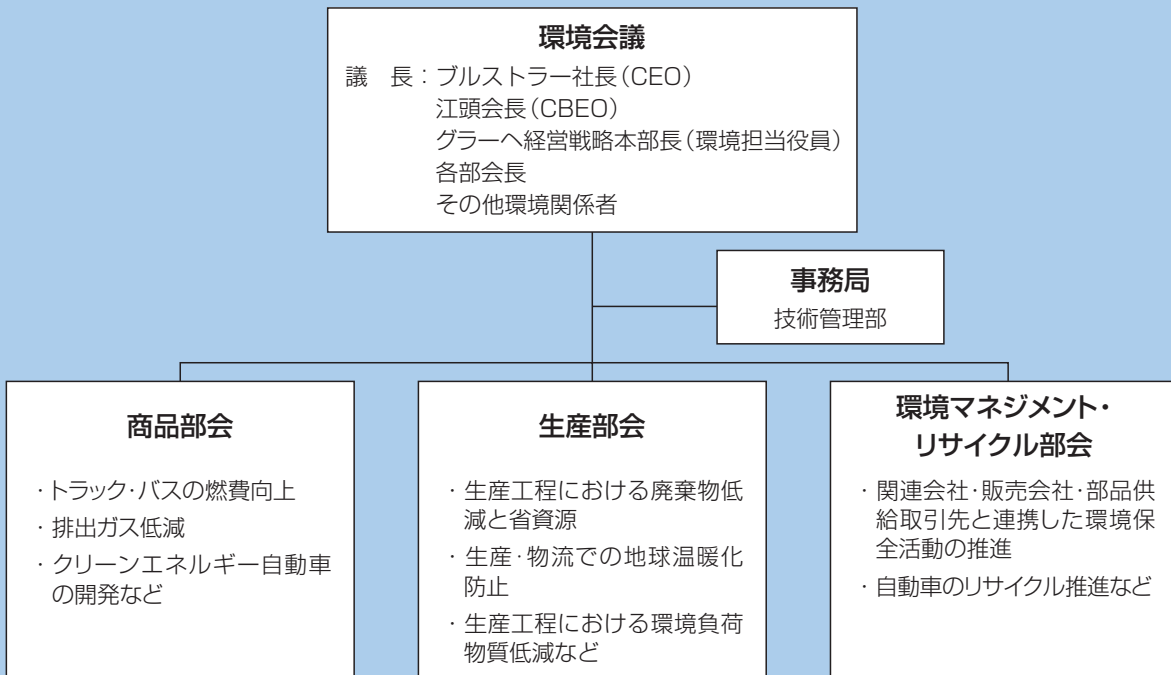 環境会議
議 長：ブルストラー社長(CEO)
江頭会長(CBEO)
グラーヘ経営戦略本部長(環境担当役員)
各部会長
その他環境関係者
事務局
技術管理部
商品部会
・トラック・バスの燃費向上
・排出ガス低減
・クリーンエネルギー自動車
の開発など
生産部会
・生産工程における廃棄物低
減と省資源
・生産・物流での地球温暖化
防止
・生産工程における環境負荷
物質低減など
環境マネジメント・
リサイクル部会
・関連会社・販売会社・部品供
給取引先と連携した環境保
全活動の推進
・自動車のリサイクル推進など